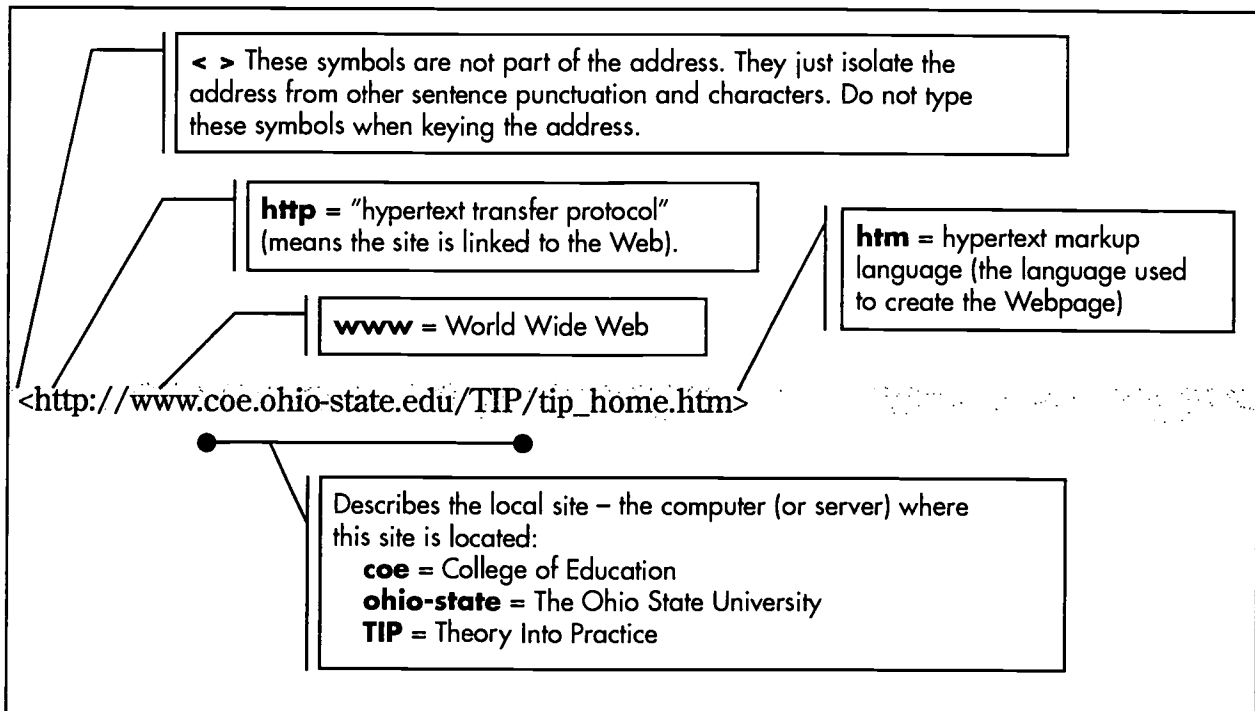 < > These symbols are not part of the address. They just isolate the
address from other sentence punctuation and characters. Do not type
these symbols when keying the address.
http = "hypertext transfer protocol"
(means the site is linked to the Web).
htm = hypertext markup
language (the language used
to create the Webpage)
www = World Wide Web
<http://www.coe.ohio-state.edu/TIP/tip_home.htm>
Describes the local site – the computer (or server) where
this site is located:
coe = College of Education
ohio-state = The Ohio State University
TIP = Theory Into Practice